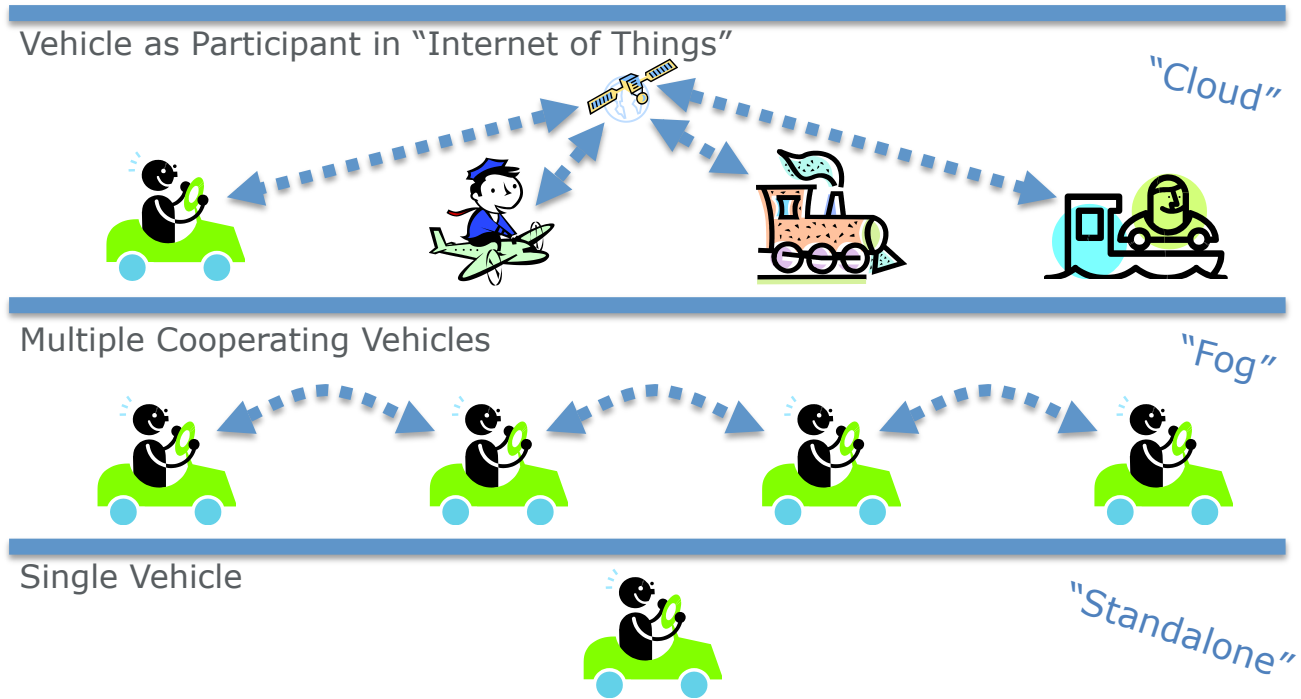 Vehicle as Participant in “Internet of Things”
“Cloud”
Multiple Cooperating Vehicles
“Fog”
Single Vehicle
“Standalone”